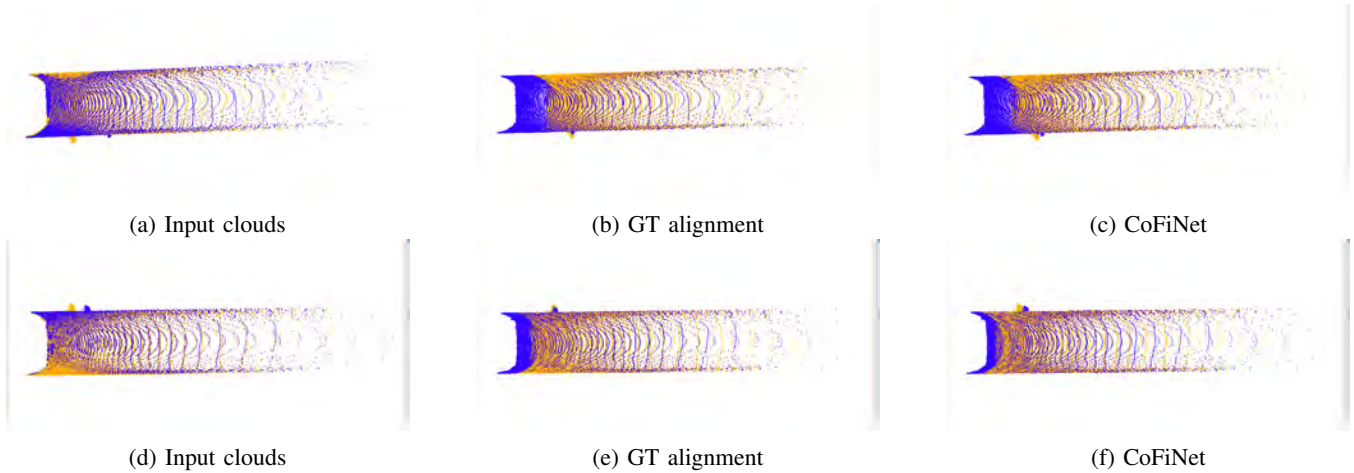 (a) Input clouds
(b) GT alignment
(c) CoFiNet
(d) Input clouds
(e) GT alignment
(f) CoFiNet